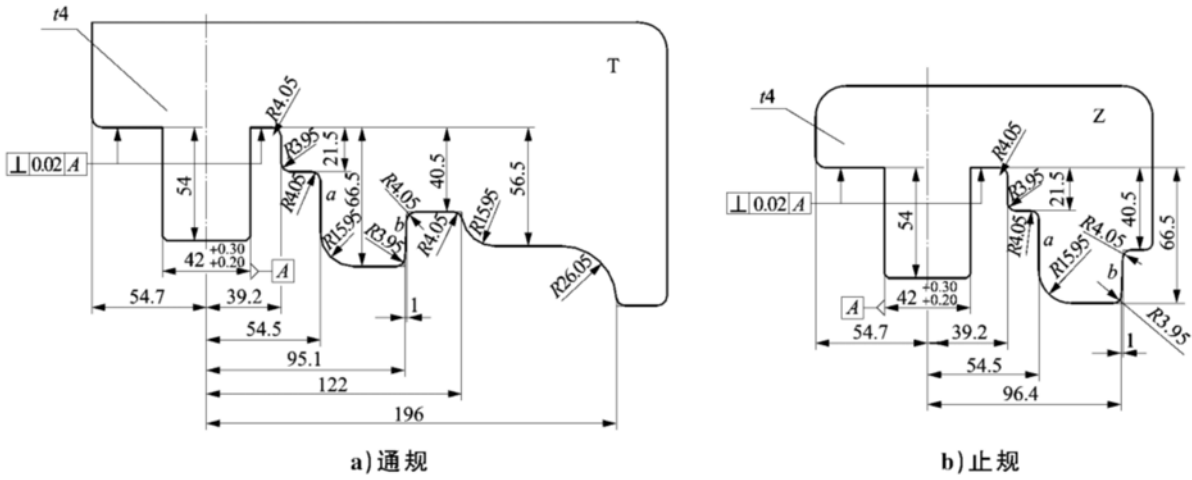 t4
T
R4.05
R3.95
21.5
⊥ 0.02 A
54
R4.05
a
66.5
R15.95
R3.95
R4.05
b
40.5
R4.05
R15.95
56.5
R26.05
42 +0.30 +0.20
A
54.7
39.2
1
54.5
95.1
122
196
a)通规
t4
Z
R4.05
R3.95
21.5
⊥ 0.02 A
54
R4.05
a
R15.95
40.5
R4.05
66.5
b
R3.95
A
42 +0.30 +0.20
54.7
39.2
1
54.5
96.4
b)止规